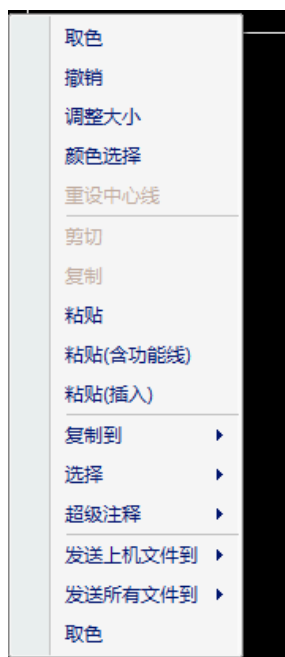 取色
撤销
调整大小
颜色选择
重设中心线
剪切
复制
粘贴
粘贴(含功能线)
粘贴(插入)
复制到
选择
超级注释
发送上机文件到
发送所有文件到
取色